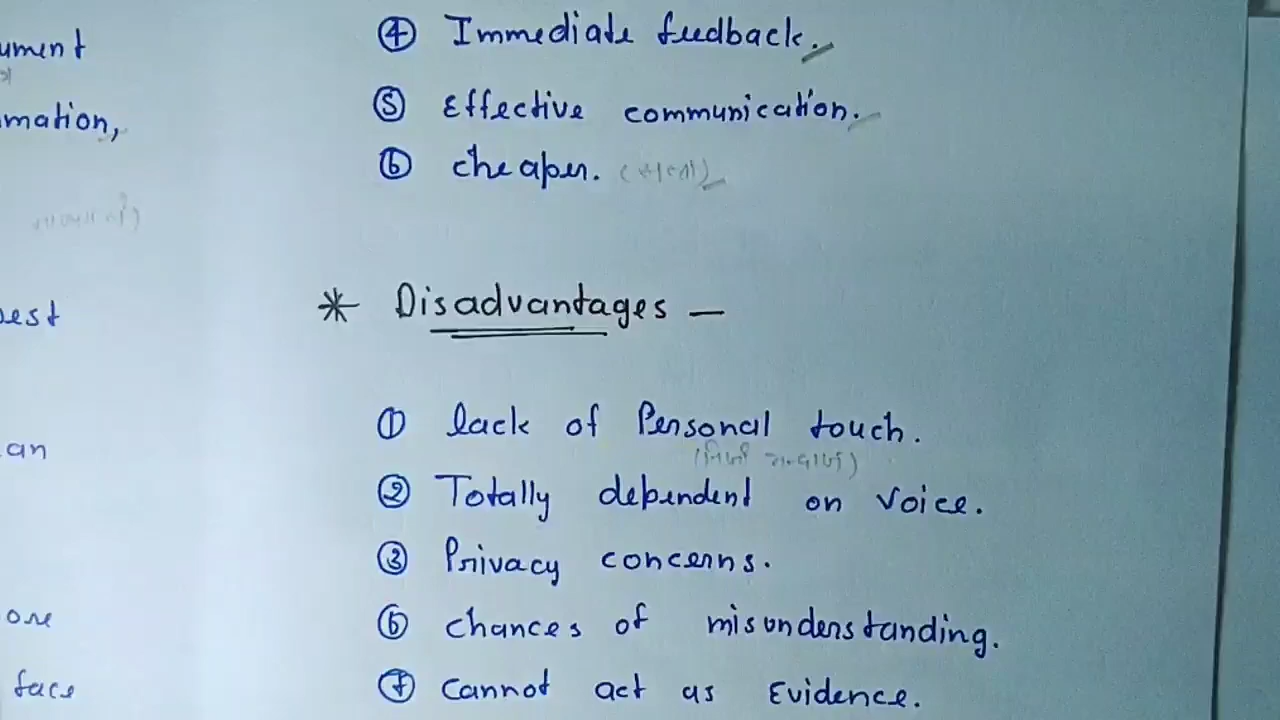 ument
④ Immediate feedback.
mation,
⑤ Effective communication.
⑥ cheaper.
* Disadvantages —
est
① lack of Personal touch.
an
② Totally dependent on voice.
③ Privacy concerns.
ore
⑥ chances of misunderstanding.
face
⑦ Cannot act as Evidence.